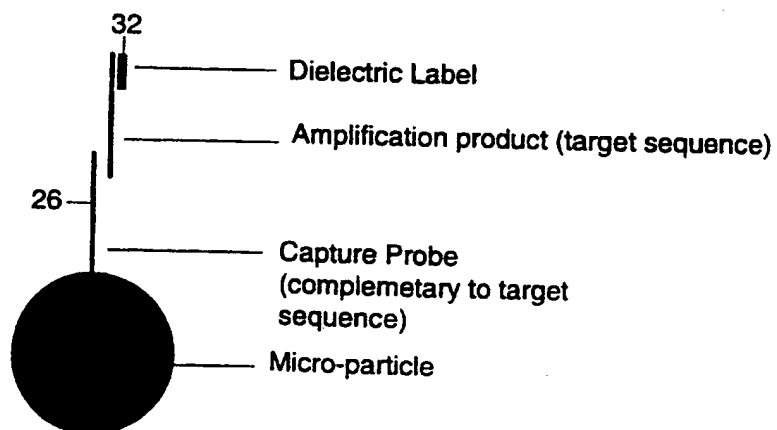 32
Dielectric Label
Amplification product (target sequence)
26
Capture Probe
(complemetary to target
sequence)
Micro-particle